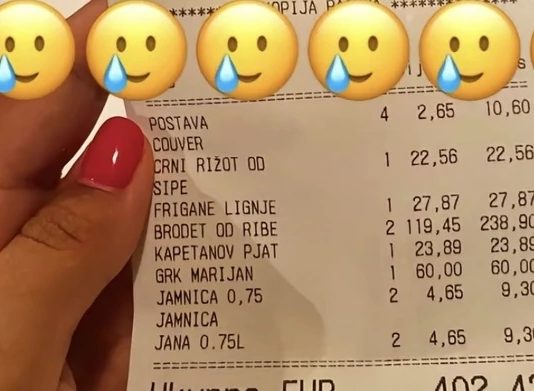 POSTAVA 4 2,65 10,60
COUVER
CRNI RIŽOT OD 1 22,56 22,56
SIPE
FRIGANE LIGNJE 1 27,87 27,87
BRODET OD RIBE 2 119,45 238,90
KAPETANOV PJAT 1 23,89 23,89
GRK MARIJAN 1 60,00 60,00
JAMNICA 0,75 2 4,65 9,30
JAMNICA
JANA 0.75L 2 4,65 9,3
EUR